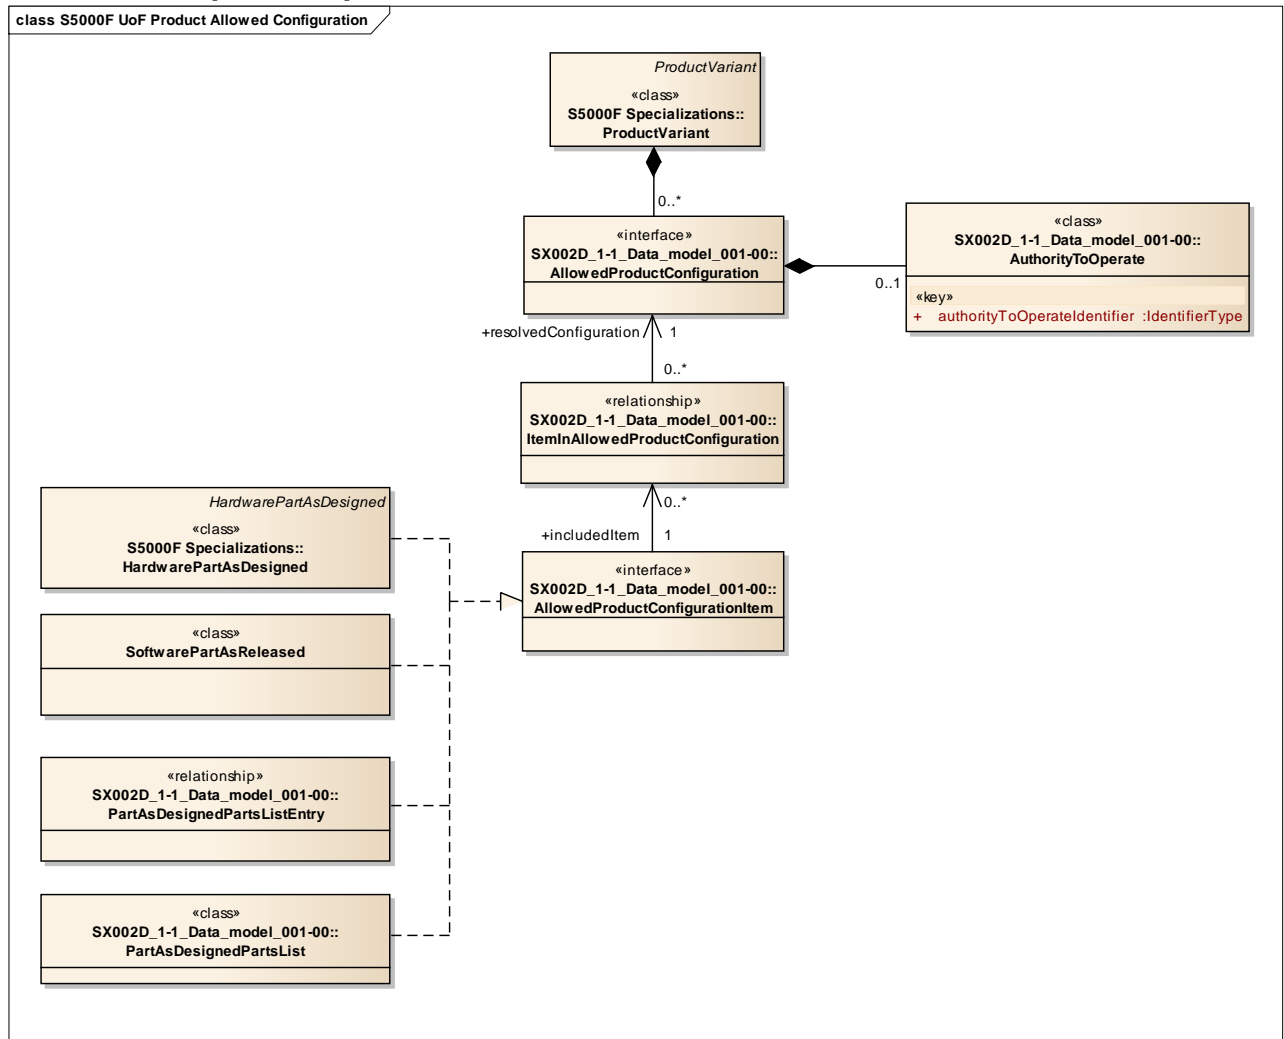 class S5000F UoF Product Allowed Configuration
ProductVariant
«class»
S5000F Specializations::
ProductVariant
0..*
«interface»
SX002D_1-1_Data_model_001-00::
AllowedProductConfiguration
«class»
SX002D_1-1_Data_model_001-00::
AuthorityToOperate
«key»
+ authorityToOperateIdentifier :IdentifierType
0..1
+resolvedConfiguration
1
0..*
«relationship»
SX002D_1-1_Data_model_001-00::
ItemInAllowedProductConfiguration
0..*
+includedItem
1
«interface»
SX002D_1-1_Data_model_001-00::
AllowedProductConfigurationItem
HardwarePartAsDesigned
«class»
S5000F Specializations::
HardwarePartAsDesigned
«class»
SoftwarePartAsReleased
«relationship»
SX002D_1-1_Data_model_001-00::
PartAsDesignedPartsListEntry
«class»
SX002D_1-1_Data_model_001-00::
PartAsDesignedPartsList